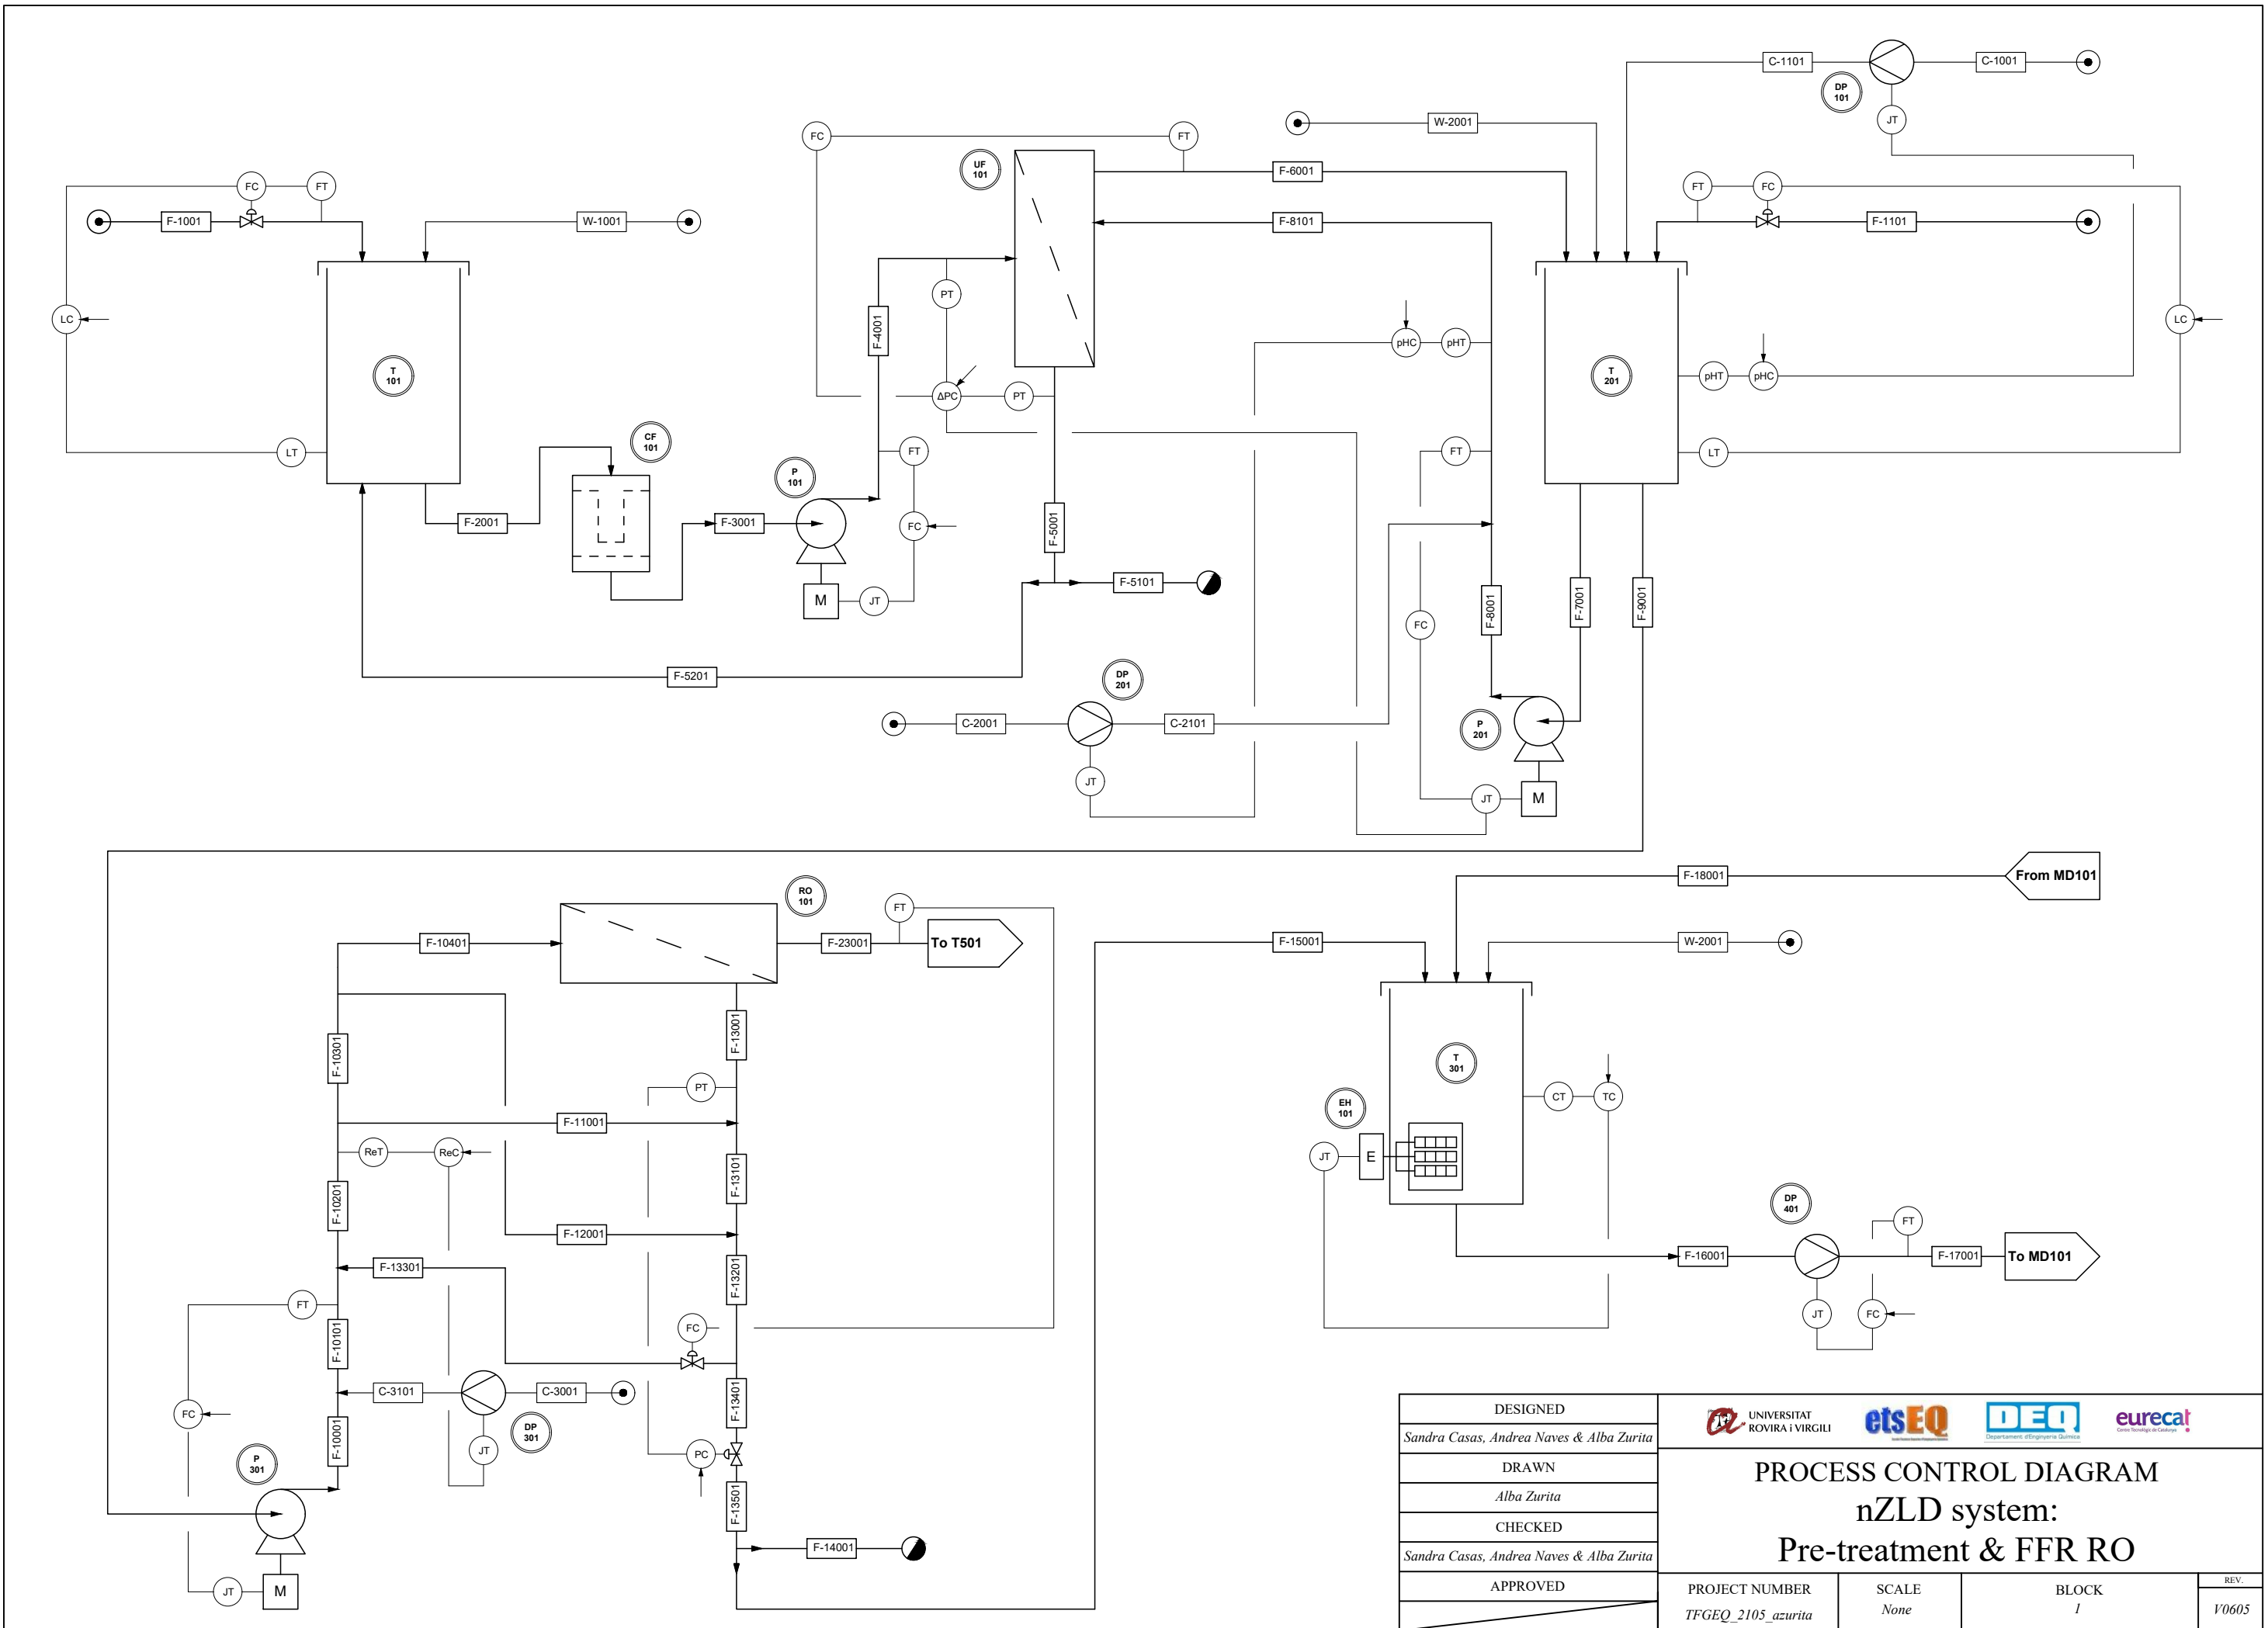 C-1101
C-1001
DP
101
JT
W-2001
FC
FT
UF
101
F-6001
FC
FT
F-1001
W-1001
FT
FC
F-1101
F-8101
PT
LC
F-4001
pHC
pHT
LC
T
101
T
201
pHT
pHC
ΔPC
PT
LT
CF
101
FT
FT
LT
P
101
F-2001
F-3001
FC
F-5001
F-5101
M
JT
F-8001
F-7001
F-9001
FC
F-5201
DP
201
C-2001
C-2101
P
201
JT
JT
M
RO
101
FT
F-18001
From MD101
F-10401
F-23001
To T501
F-15001
W-2001
F-10301
F-13001
T
301
PT
CT
TC
EH
101
F-11001
ReT
ReC
JT
E
F-10201
F-13101
DP
401
FT
F-12001
F-16001
F-17001
To MD101
F-13301
F-13201
FT
FC
JT
FC
F-10101
C-3101
C-3001
F-13401
FC
DP
301
F-10001
JT
PC
P
301
F-13501
F-14001
JT
M
DESIGNED
Sandra Casas, Andrea Naves & Alba Zurita
DRAWN
Alba Zurita
CHECKED
Sandra Casas, Andrea Naves & Alba Zurita
APPROVED
UNIVERSITAT
ROVIRA i VIRGILI
etsEQ
DEQ
Departament d'Enginyeria Química
eurecat
Centre Tecnològic de Catalunya
PROCESS CONTROL DIAGRAM
nZLD system:
Pre-treatment & FFR RO
PROJECT NUMBER
TFGEQ_2105_azurita
SCALE
None
BLOCK
1
REV.
V0605